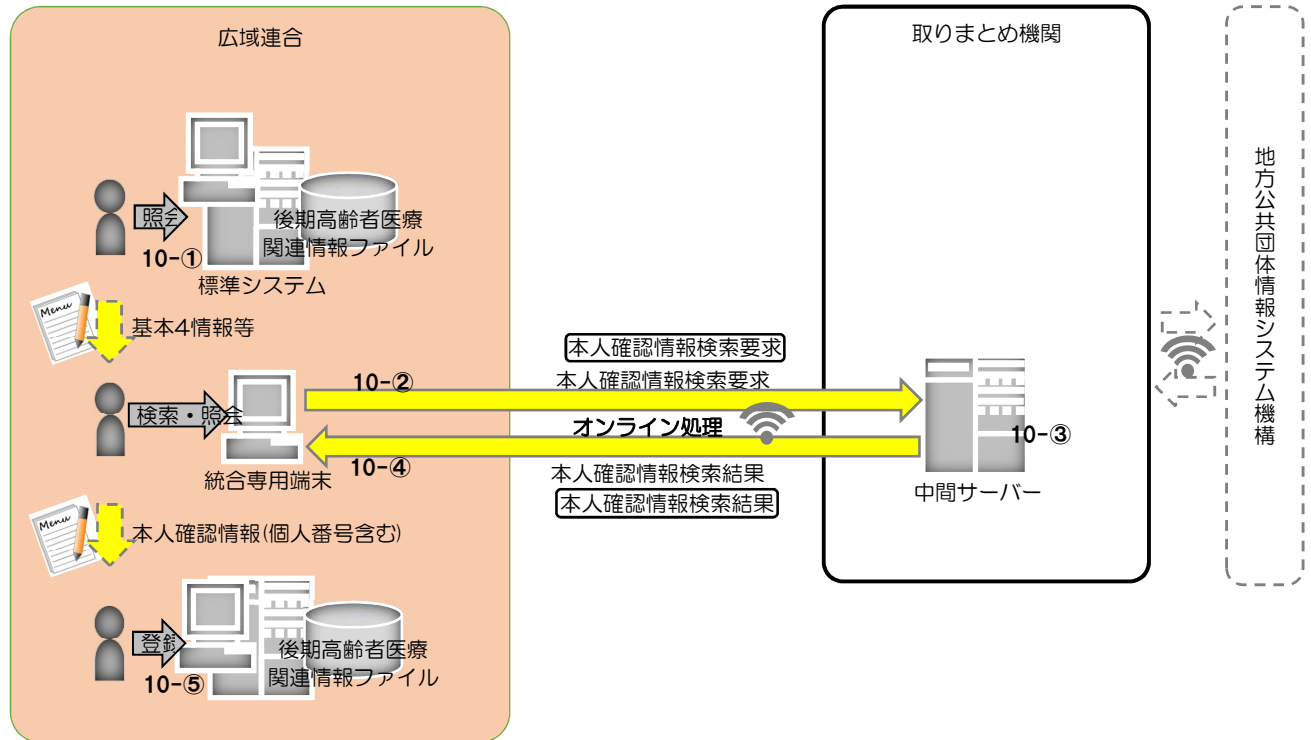 広域連合
取りまとめ機関
地方公共団体情報システム機構
照会
10-①
後期高齢者医療
関連情報ファイル
標準システム
Menu
基本4情報等
本人確認情報検索要求
10-②
本人確認情報検索要求
検索・照会
オンライン処理
10-③
10-④
統合専用端末
本人確認情報検索結果
本人確認情報検索結果
中間サーバー
Menu
本人確認情報(個人番号含む)
登録
後期高齢者医療
関連情報ファイル
10-⑤